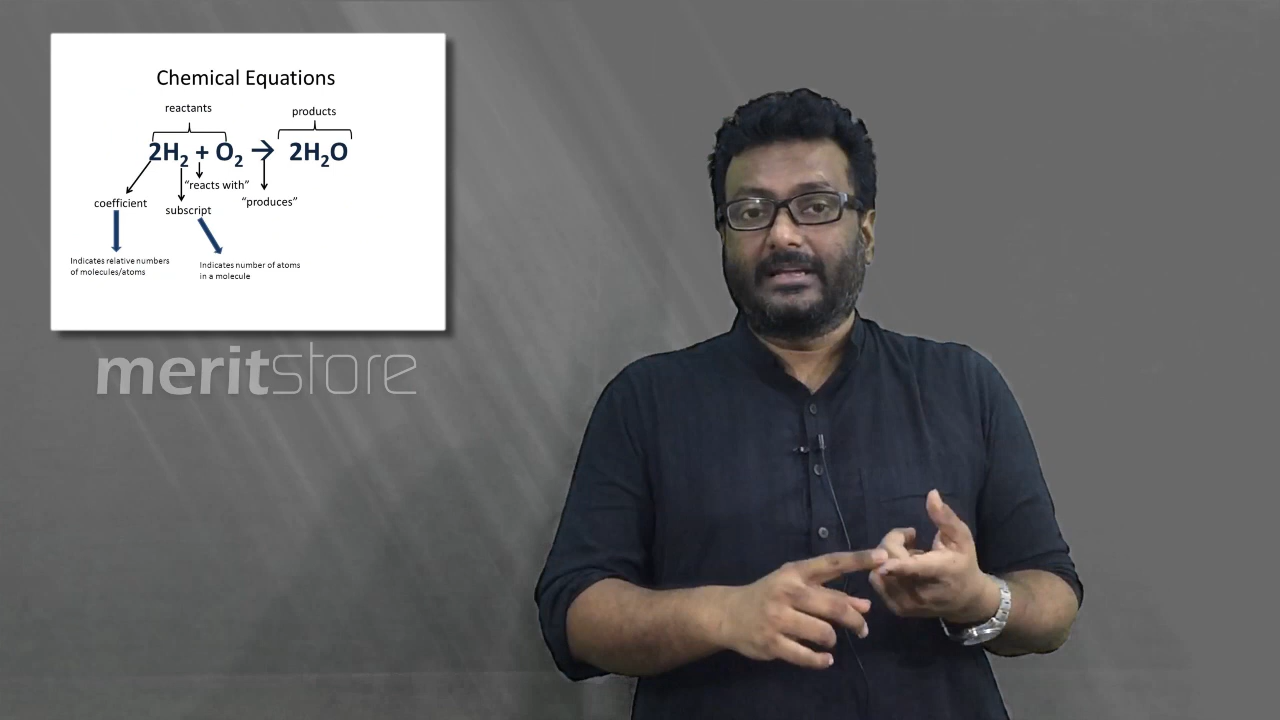 Chemical Equations
reactants
products
2H₂ + O₂ → 2H₂O
"reacts with"
"produces"
coefficient
subscript
Indicates relative numbers
of molecules/atoms
Indicates number of atoms
in a molecule
meritstore